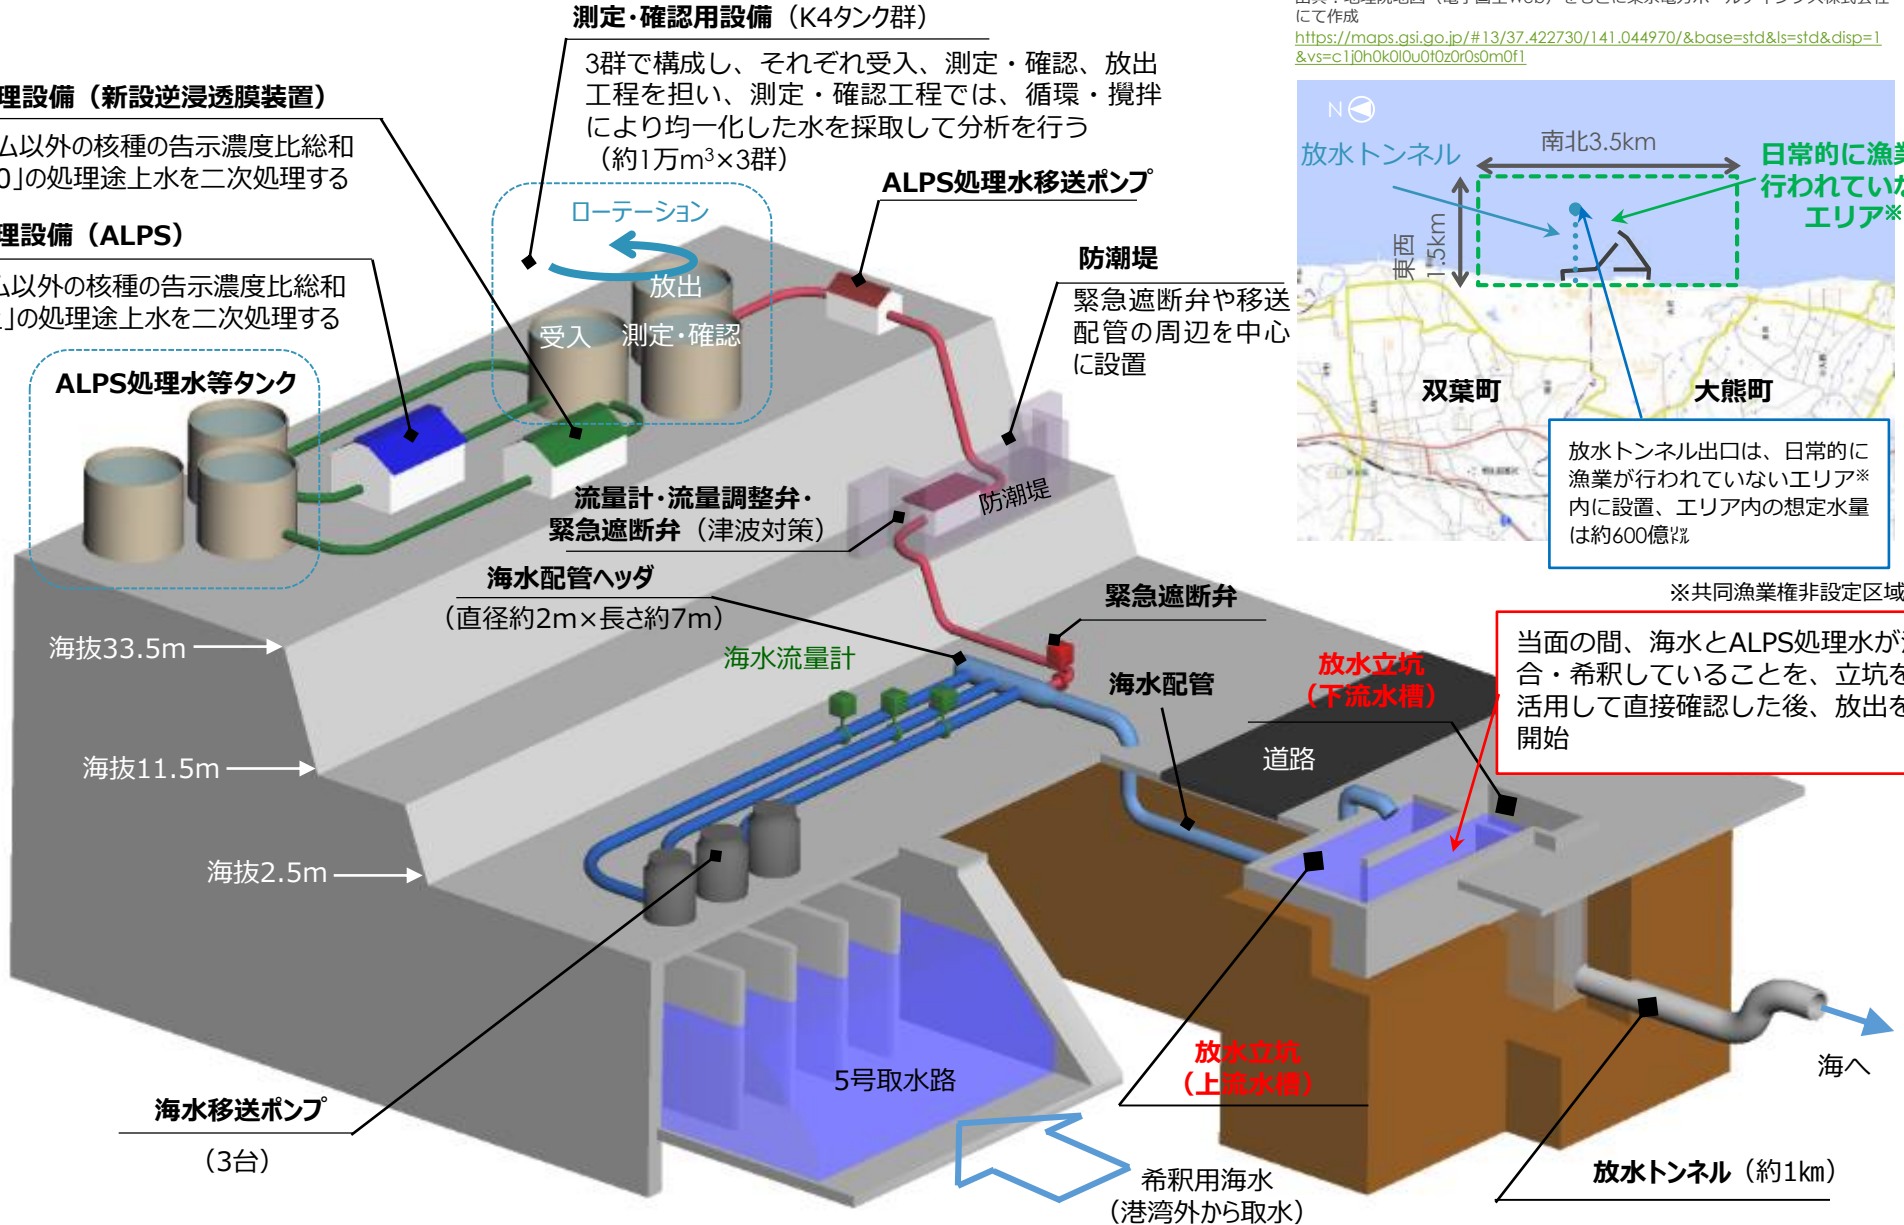 測定・確認用設備（K4タンク群）
3群で構成し、それぞれ受入、測定・確認、放出
工程を担い、測定・確認工程では、循環・攪拌
により均一化した水を採取して分析を行う
（約1万m³×3群）
にて作成
https://maps.gsi.go.jp/#13/37.422730/141.044970/&base=std&ls=std&disp=1
&vs=c1j0h0k0l0u0t0z0r0s0m0f1
理設備（新設逆浸透膜装置）
ム以外の核種の告示濃度比総和
」の処理途上水を二次処理する
理設備（ALPS）
ム以外の核種の告示濃度比総和
」の処理途上水を二次処理する
ALPS処理水等タンク
ローテーション
放出
受入
測定・確認
ALPS処理水移送ポンプ
防潮堤
緊急遮断弁や移送
配管の周辺を中心
に設置
N
放水トンネル
南北3.5km
東西
1.5km
日常的に漁業
行われていな
エリア※
双葉町
大熊町
放水トンネル出口は、日常的に
漁業が行われていないエリア※
内に設置、エリア内の想定水量
は約600億㍑
※共同漁業権非設定区域
流量計・流量調整弁・
緊急遮断弁（津波対策）
防潮堤
海水配管ヘッダ
（直径約2m×長さ約7m）
海水流量計
緊急遮断弁
海水配管
放水立坑
（下流水槽）
道路
当面の間、海水とALPS処理水が
合・希釈していることを、立坑を
活用して直接確認した後、放出を
開始
海抜33.5m
海抜11.5m
海抜2.5m
5号取水路
放水立坑
（上流水槽）
海へ
海水移送ポンプ
（3台）
希釈用海水
（港湾外から取水）
放水トンネル（約1㎞）